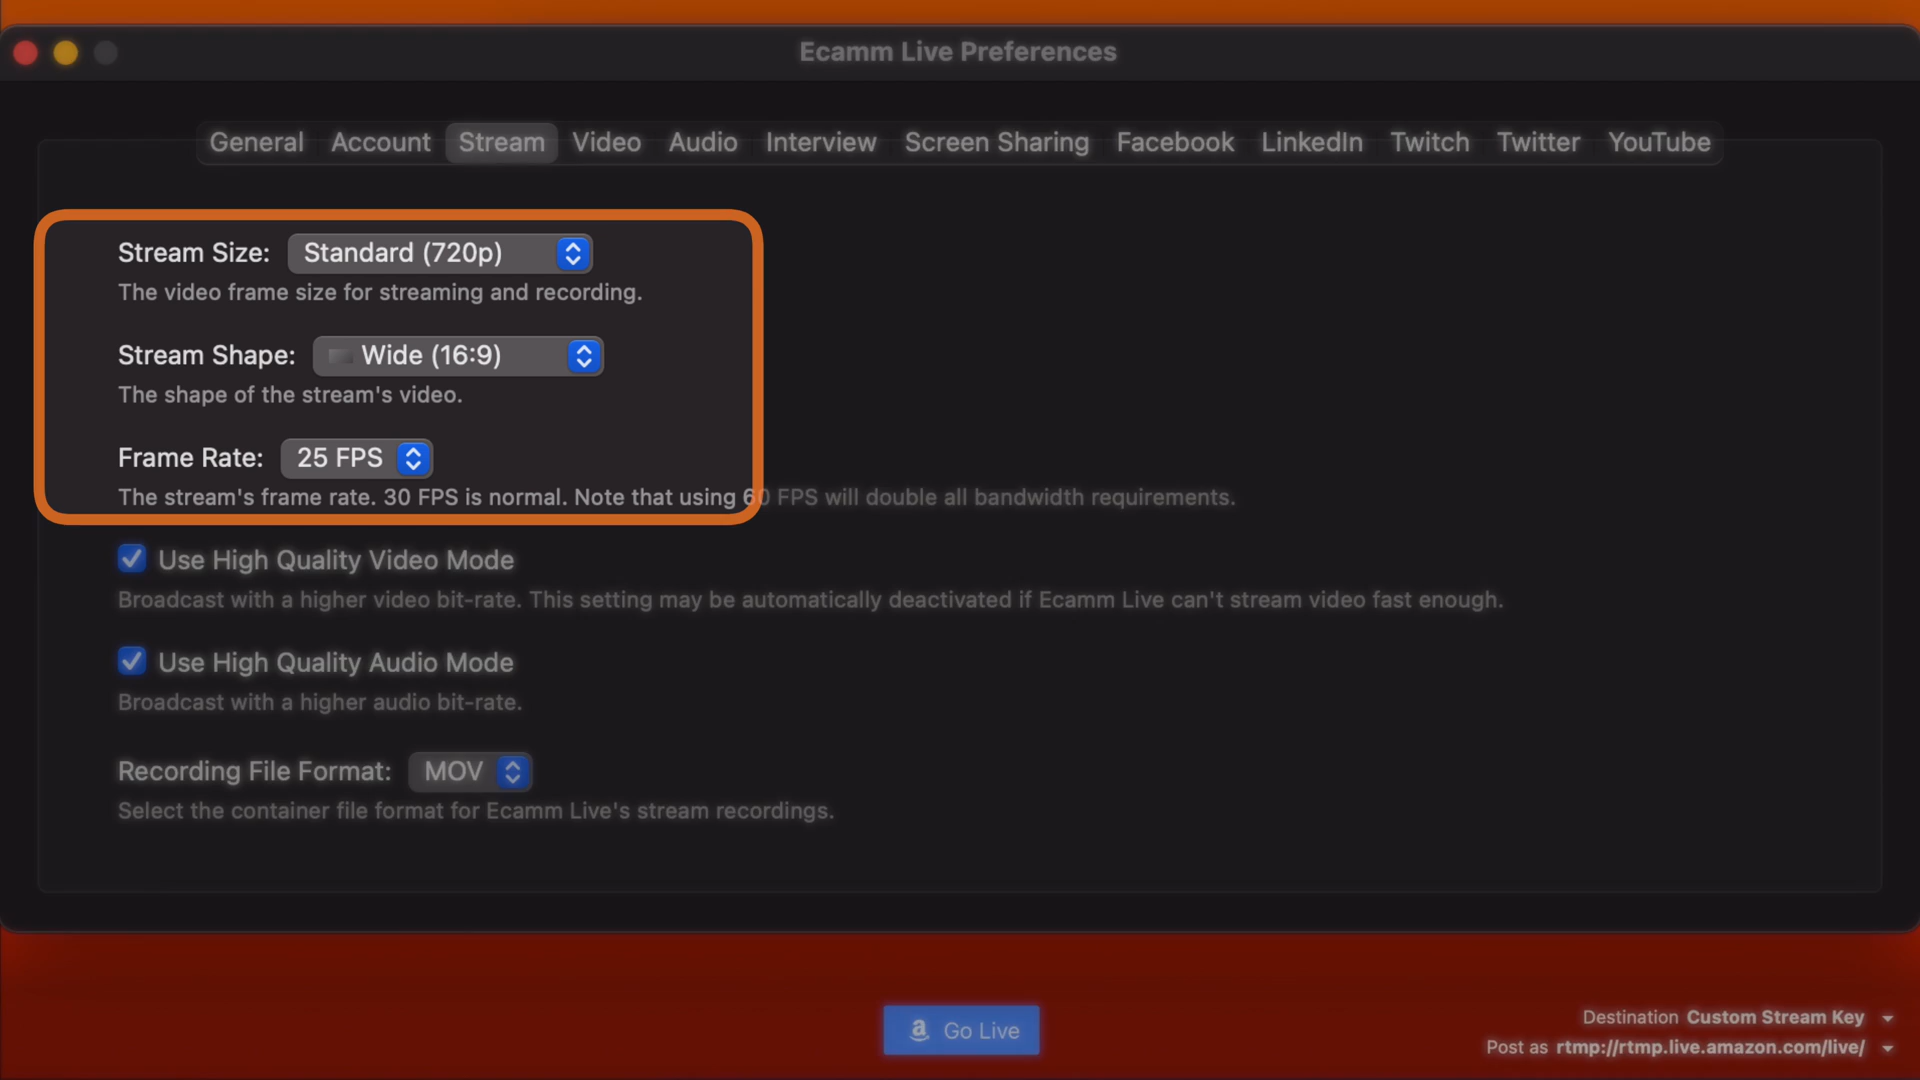 Ecamm Live Preferences
General Account Stream Video Audio Interview Screen Sharing Facebook LinkedIn Twitch Twitter YouTube
Stream Size: Standard (720p)
The video frame size for streaming and recording.
Stream Shape: Wide (16:9)
The shape of the stream's video.
Frame Rate: 25 FPS
The stream's frame rate. 30 FPS is normal. Note that using 60 FPS will double all bandwidth requirements.
Use High Quality Video Mode
Broadcast with a higher video bit-rate. This setting may be automatically deactivated if Ecamm Live can't stream video fast enough.
Use High Quality Audio Mode
Broadcast with a higher audio bit-rate.
Recording File Format: MOV
Select the container file format for Ecamm Live's stream recordings.
a Go Live
Destination Custom Stream Key
Post as rtmp://rtmp.live.amazon.com/live/